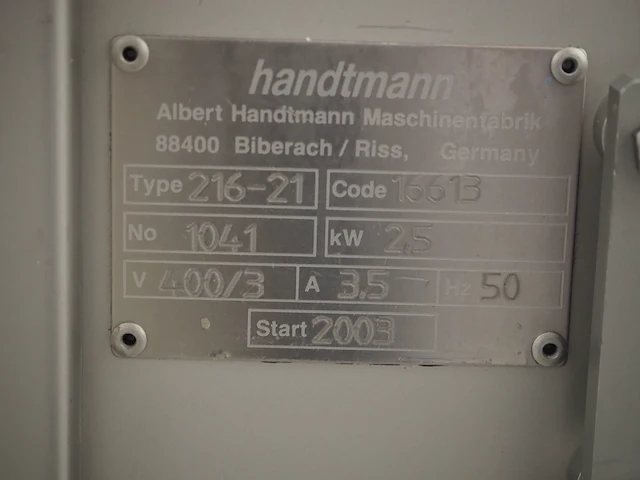 handtmann
Albert Handtmann Maschinenfabrik
88400 Biberach / Riss, Germany
Type 216-21 Code 16613
No 1041 kW 2,5
V 400/3 A 3,5 Hz 50
Start 2003